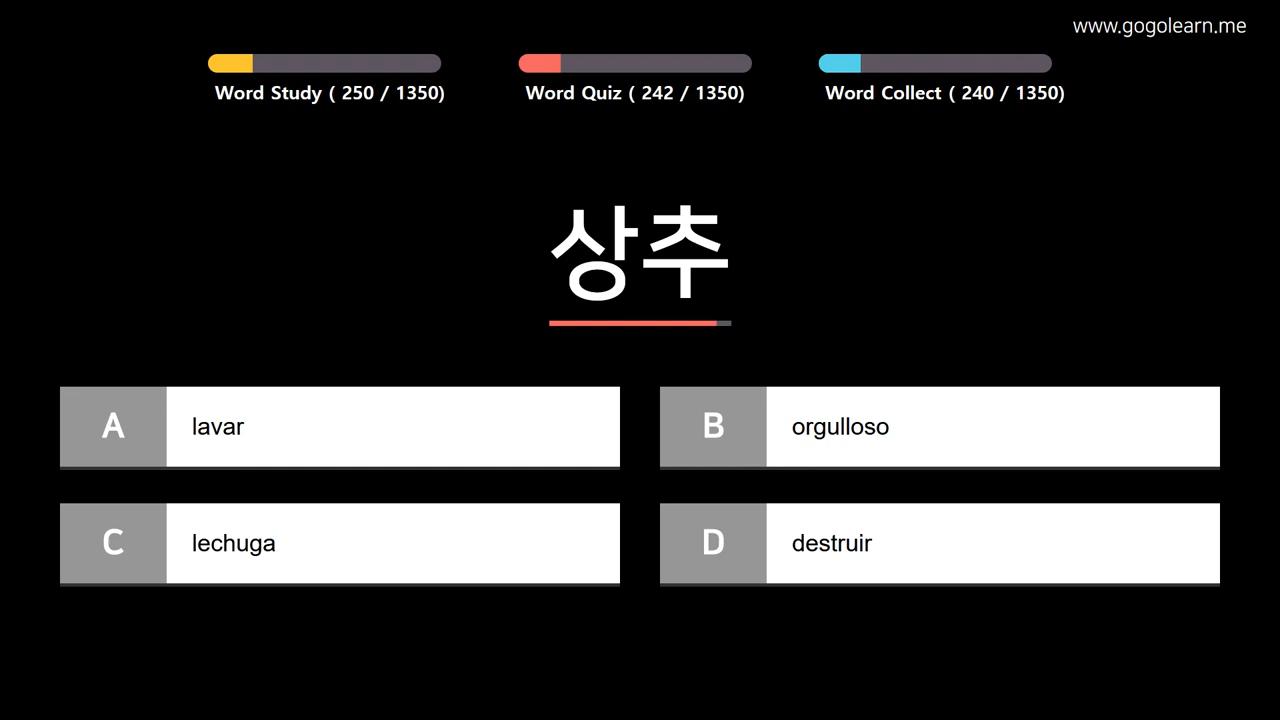 www.gogolearn.me
Word Study ( 250 / 1350)
Word Quiz ( 242 / 1350)
Word Collect ( 240 / 1350)
상추
A lavar
B orgulloso
C lechuga
D destruir